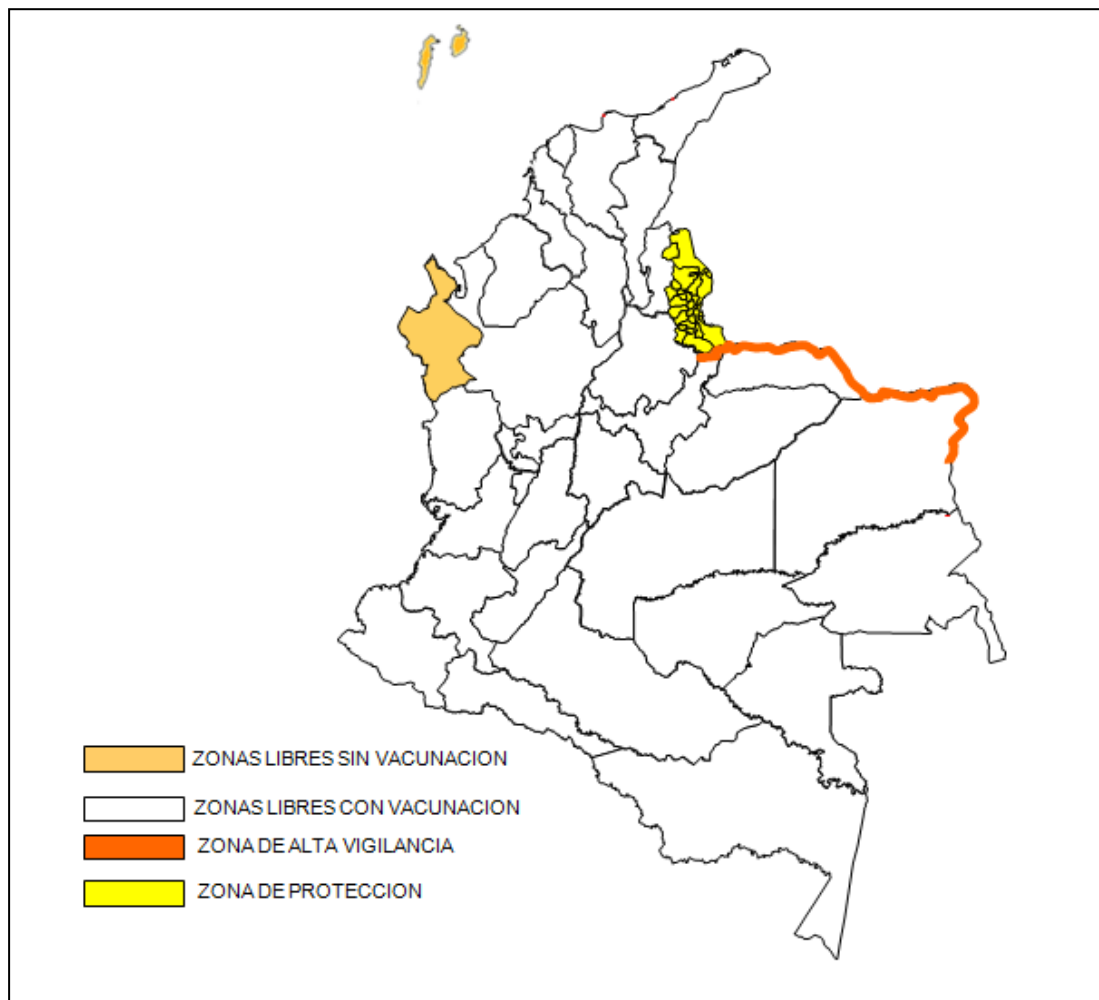 ZONAS LIBRES SIN VACUNACION
ZONAS LIBRES CON VACUNACION
ZONA DE ALTA VIGILANCIA
ZONA DE PROTECCION